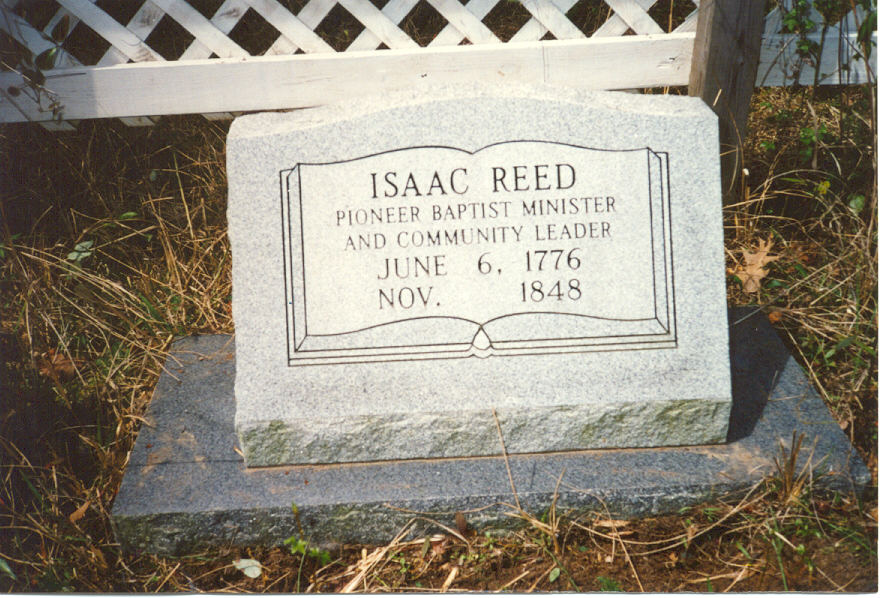 ISAAC REED
PIONEER BAPTIST MINISTER
AND COMMUNITY LEADER
JUNE 6, 1776
NOV. 1848